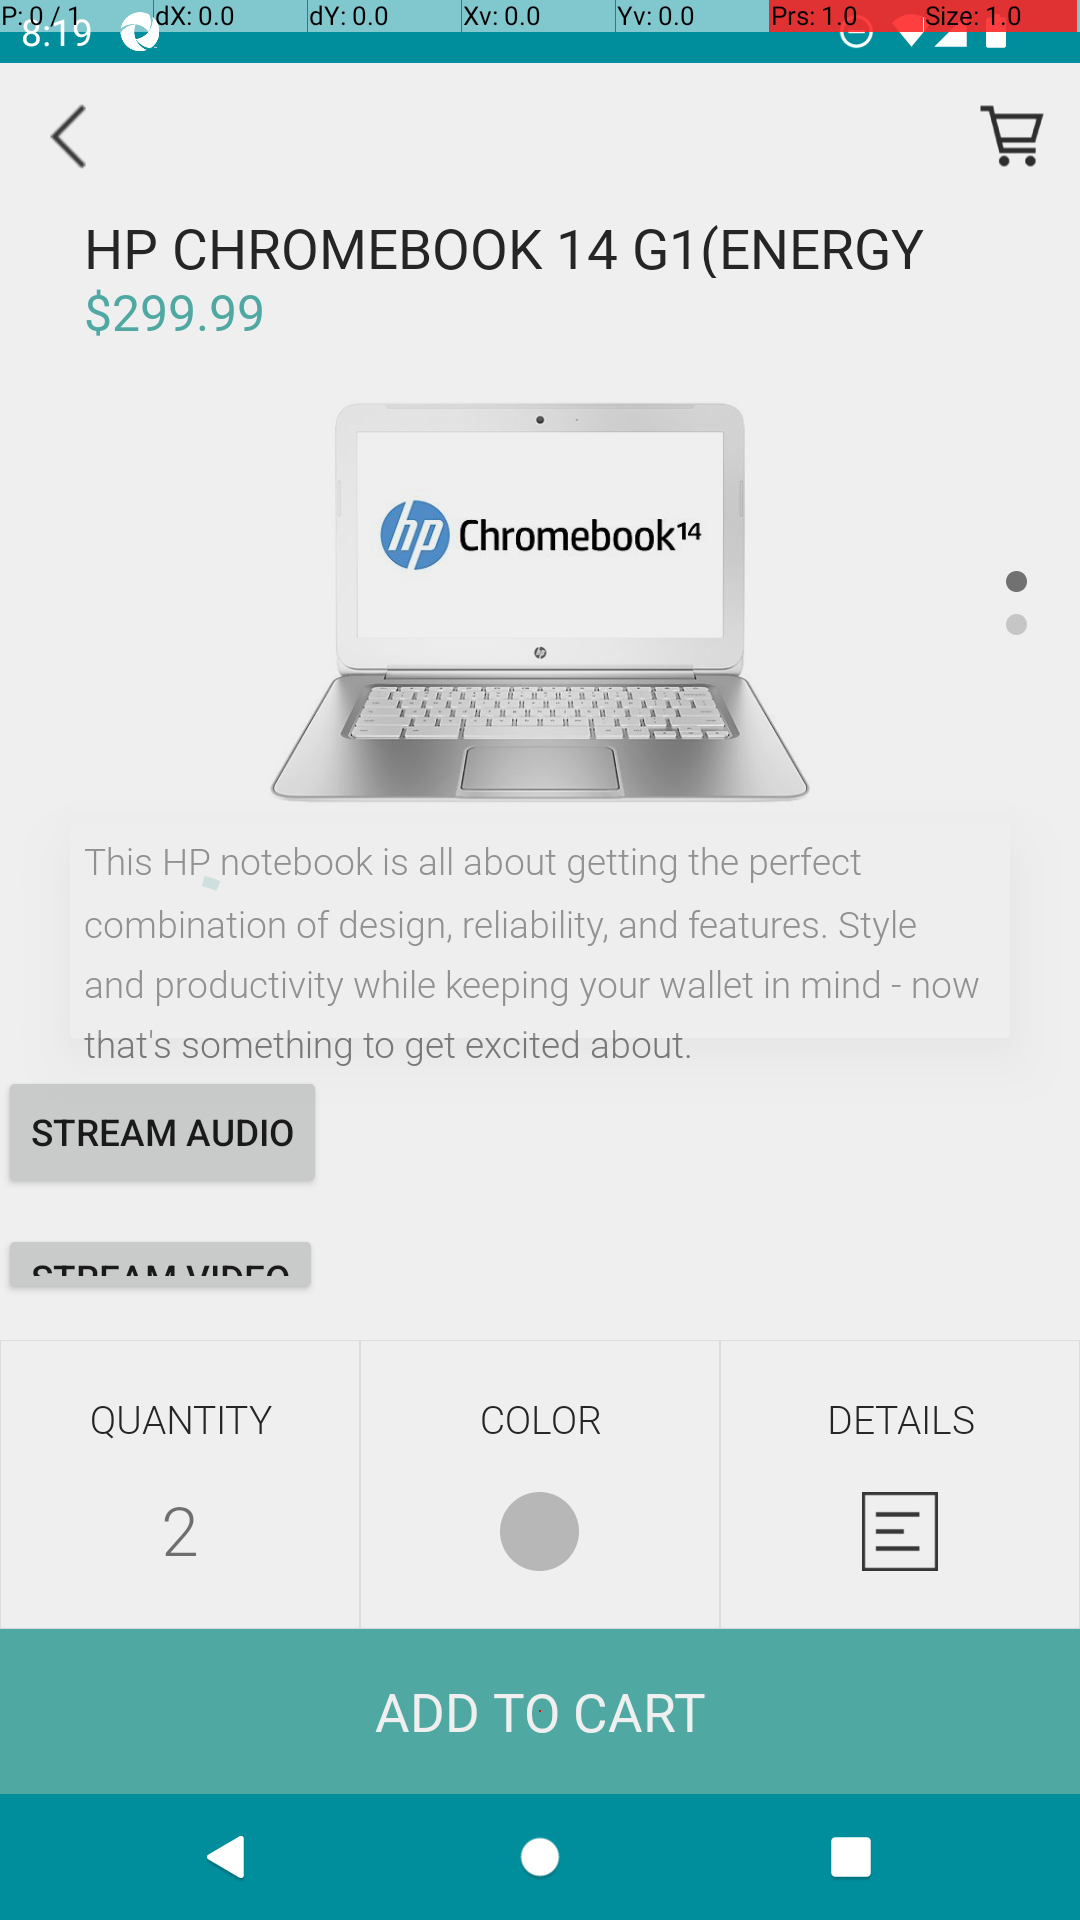 P: 0 / 1 dX: 0.0 dY: 0.0 Xv: 0.0 Yv: 0.0 Prs: 1.0 Size: 1.0
8:19
HP CHROMEBOOK 14 G1(ENERGY
$299.99
hp Chromebook14
hp
This HP notebook is all about getting the perfect
combination of design, reliability, and features. Style
and productivity while keeping your wallet in mind - now
that's something to get excited about.
STREAM AUDIO
STREAM VIDEO
QUANTITY COLOR DETAILS
2
ADD TO CART